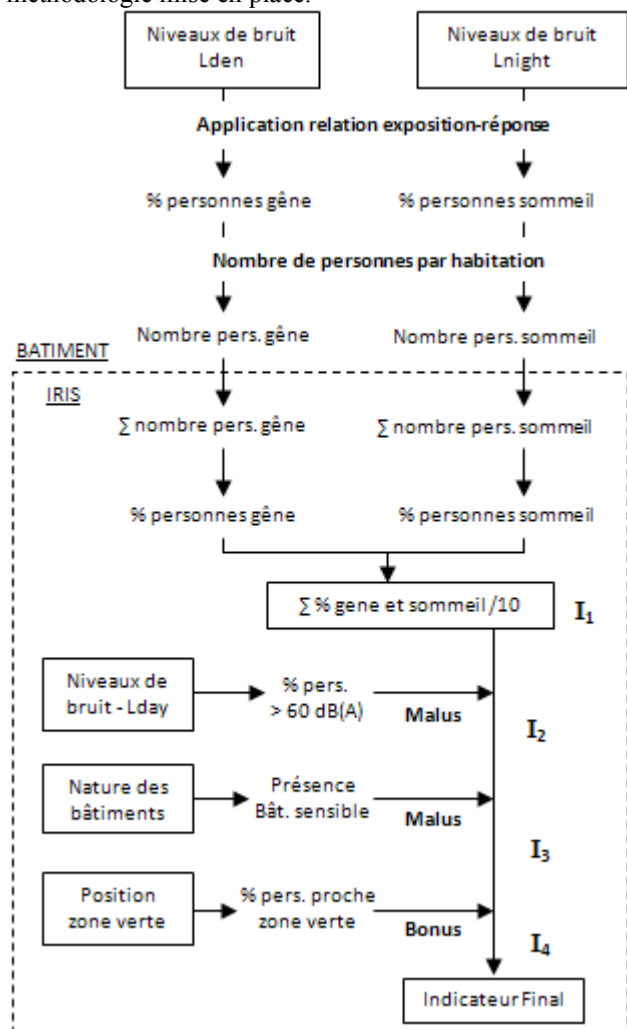 méthodologie mise en place.
Niveaux de bruit
Lden
Niveaux de bruit
Lnight
Application relation exposition-réponse
% personnes gêne
% personnes sommeil
Nombre de personnes par habitation
Nombre pers. gêne
Nombre pers. sommeil
BATIMENT
IRIS
∑ nombre pers. gêne
∑ nombre pers. sommeil
% personnes gêne
% personnes sommeil
∑ % gene et sommeil /10
I₁
Niveaux de
bruit - Lday
% pers.
> 60 dB(A)
Malus
I₂
Nature des
bâtiments
Présence
Bât. sensible
Malus
I₃
Position
zone verte
% pers. proche
zone verte
Bonus
I₄
Indicateur Final